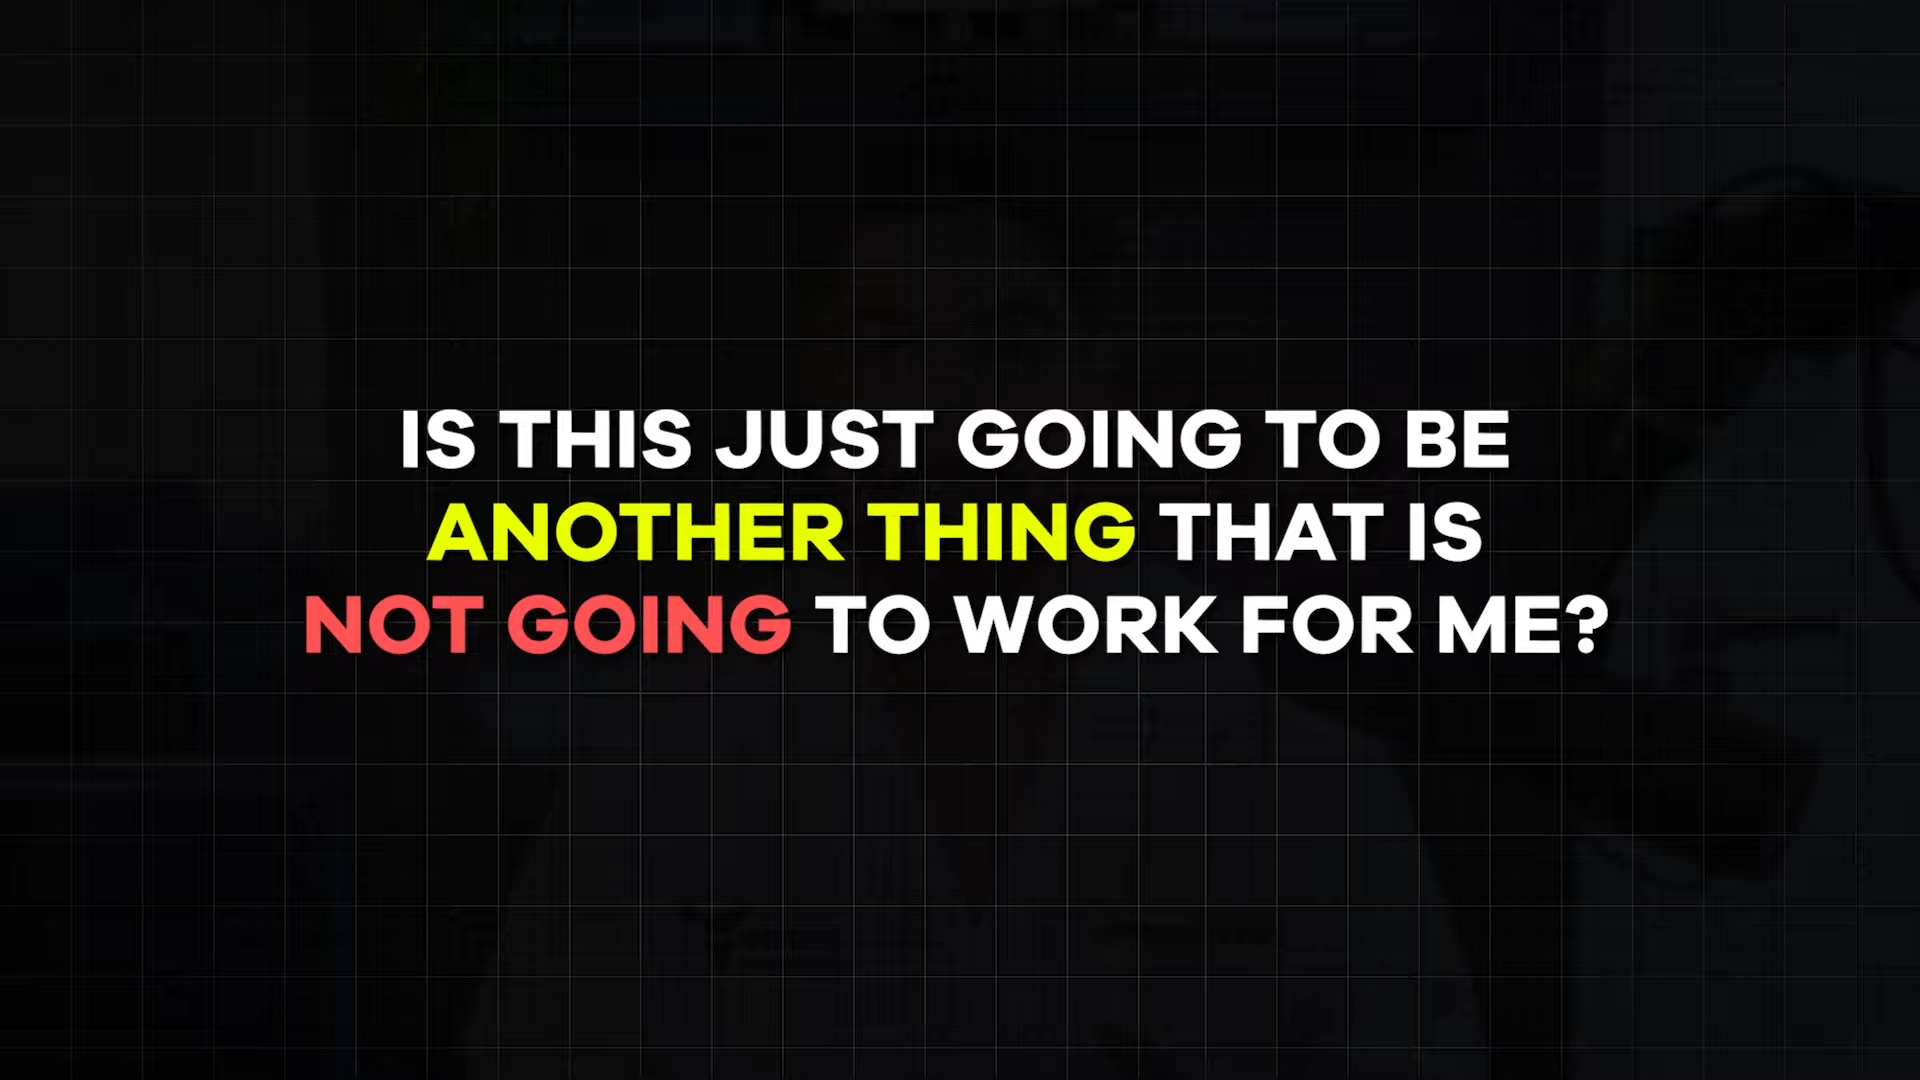 IS THIS JUST GOING TO BE
ANOTHER THING THAT IS
NOT GOING TO WORK FOR ME?